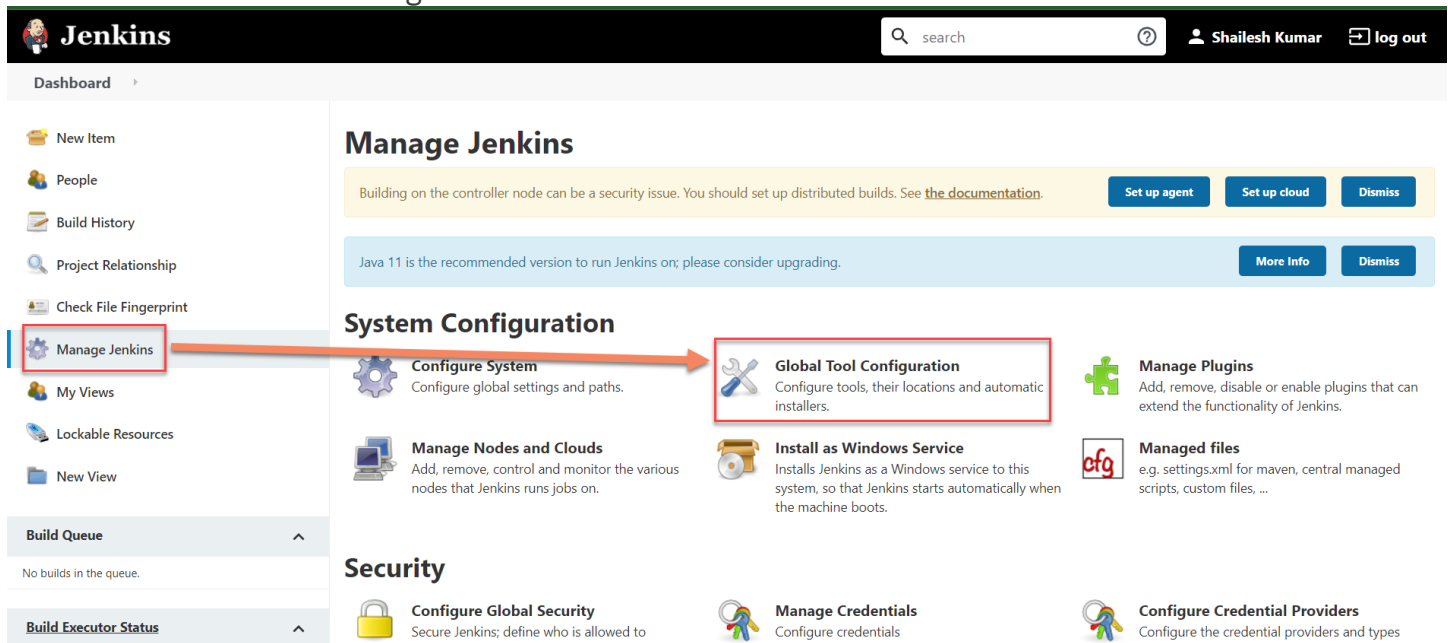 Jenkins
search
Shailesh Kumar
log out
Dashboard
New Item
People
Build History
Project Relationship
Check File Fingerprint
Manage Jenkins
My Views
Lockable Resources
New View
Build Queue
No builds in the queue.
Build Executor Status
Manage Jenkins
Building on the controller node can be a security issue. You should set up distributed builds. See the documentation.
Set up agent
Set up cloud
Dismiss
Java 11 is the recommended version to run Jenkins on; please consider upgrading.
More Info
Dismiss
System Configuration
Configure System
Configure global settings and paths.
Global Tool Configuration
Configure tools, their locations and automatic
installers.
Manage Plugins
Add, remove, disable or enable plugins that can
extend the functionality of Jenkins.
Manage Nodes and Clouds
Add, remove, control and monitor the various
nodes that Jenkins runs jobs on.
Install as Windows Service
Installs Jenkins as a Windows service to this
system, so that Jenkins starts automatically when
the machine boots.
cfg
Managed files
e.g. settings.xml for maven, central managed
scripts, custom files, ...
Security
Configure Global Security
Secure Jenkins; define who is allowed to
Manage Credentials
Configure credentials
Configure Credential Providers
Configure the credential providers and types